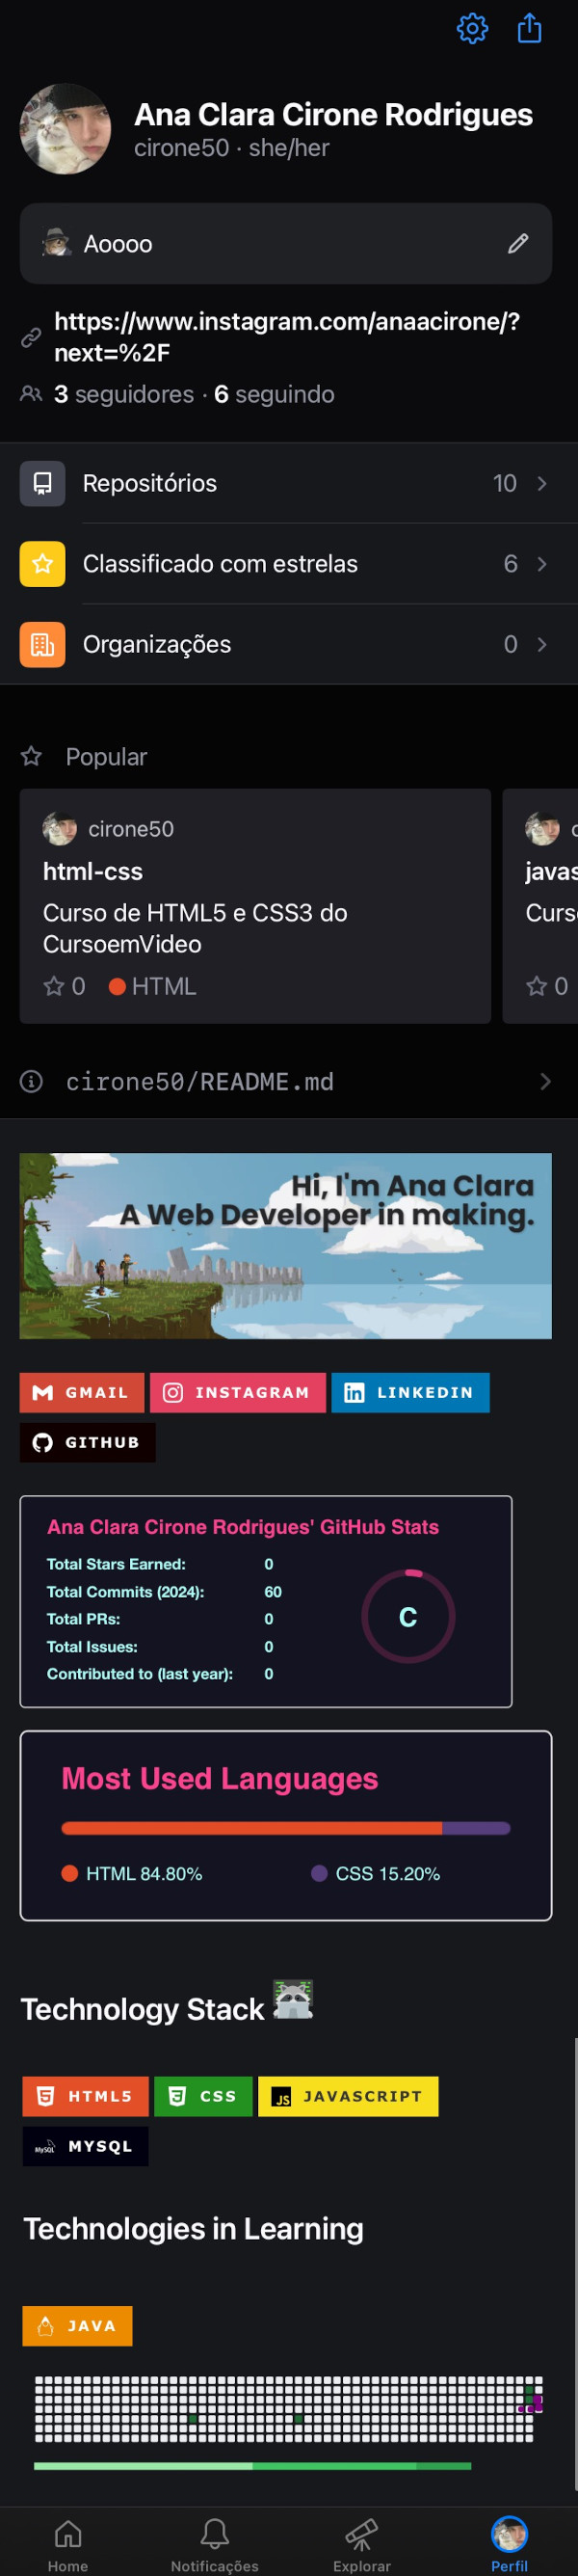 Ana Clara Cirone Rodrigues
cirone50 · she/her
Aoooo
https://www.instagram.com/anaacirone/?
next=%2F
3 seguidores · 6 seguindo
Repositórios 10
Classificado com estrelas 6
Organizações 0
Popular
cirone50
html-css
Curso de HTML5 e CSS3 do
CursoemVideo
0 HTML
c
javas
Curs
0
cirone50/README.md
Hi, I'm Ana Clara
A Web Developer in making.
GMAIL INSTAGRAM LINKEDIN
GITHUB
Ana Clara Cirone Rodrigues' GitHub Stats
Total Stars Earned: 0
Total Commits (2024): 60
Total PRs: 0
Total Issues: 0
Contributed to (last year): 0
C
Most Used Languages
HTML 84.80% CSS 15.20%
Technology Stack
HTML5 CSS JS JAVASCRIPT
MySQL MYSQL
Technologies in Learning
JAVA
Home Notificações Explorar Perfil